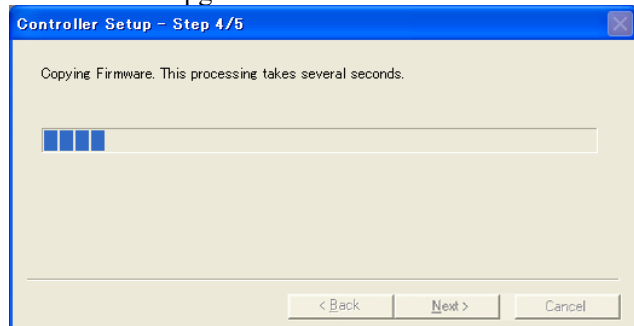 Controller Setup - Step 4/5
Copying Firmware. This processing takes several seconds.
< Back
Next >
Cancel